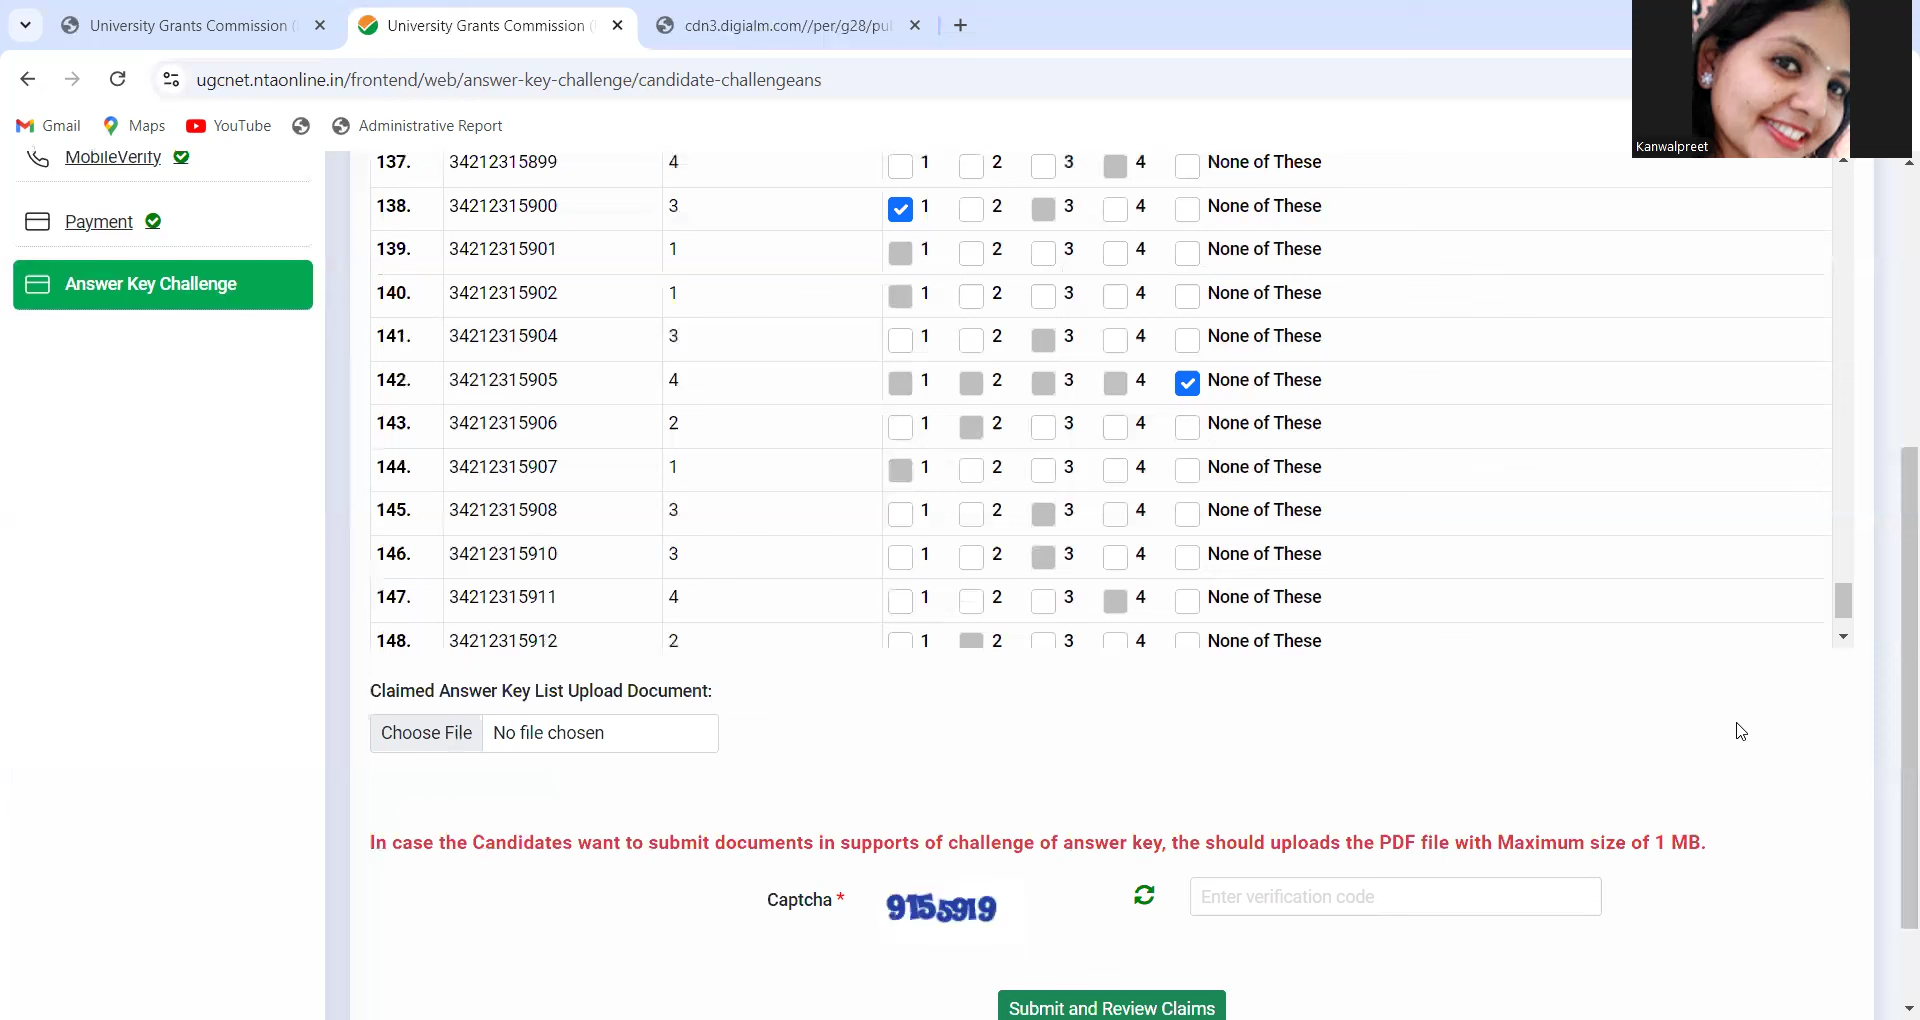 University Grants Commission (
University Grants Commission (
cdn3.digialm.com//per/g28/pu
ugcnet.ntaonline.in/frontend/web/answer-key-challenge/candidate-challengeans
Kanwalpreet
Gmail
Maps
YouTube
Administrative Report
MobileVerify
Payment
Answer Key Challenge
137. 34212315899 4 1 2 3 4 None of These
138. 34212315900 3 1 2 3 4 None of These
139. 34212315901 1 1 2 3 4 None of These
140. 34212315902 1 1 2 3 4 None of These
141. 34212315904 3 1 2 3 4 None of These
142. 34212315905 4 1 2 3 4 None of These
143. 34212315906 2 1 2 3 4 None of These
144. 34212315907 1 1 2 3 4 None of These
145. 34212315908 3 1 2 3 4 None of These
146. 34212315910 3 1 2 3 4 None of These
147. 34212315911 4 1 2 3 4 None of These
148. 34212315912 2 1 2 3 4 None of These
Claimed Answer Key List Upload Document:
Choose File No file chosen
In case the Candidates want to submit documents in supports of challenge of answer key, the should uploads the PDF file with Maximum size of 1 MB.
Captcha * 9155919 Enter verification code
Submit and Review Claims